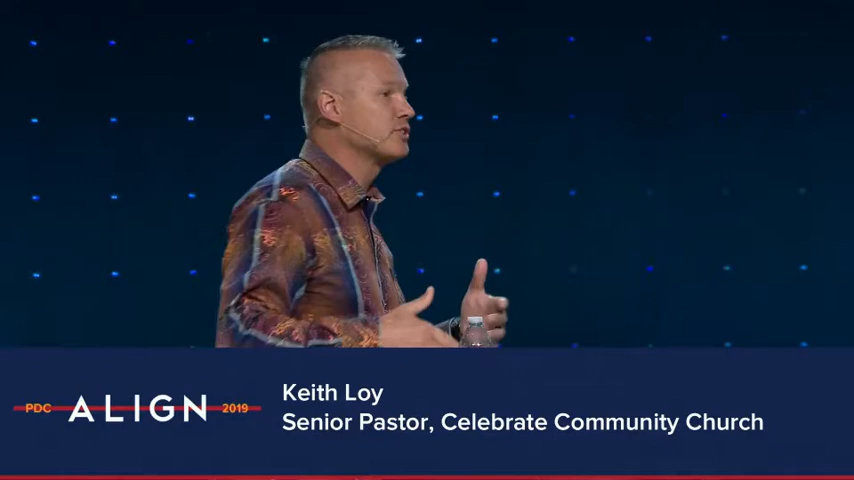 PDC ALIGN 2019
Keith Loy
Senior Pastor, Celebrate Community Church